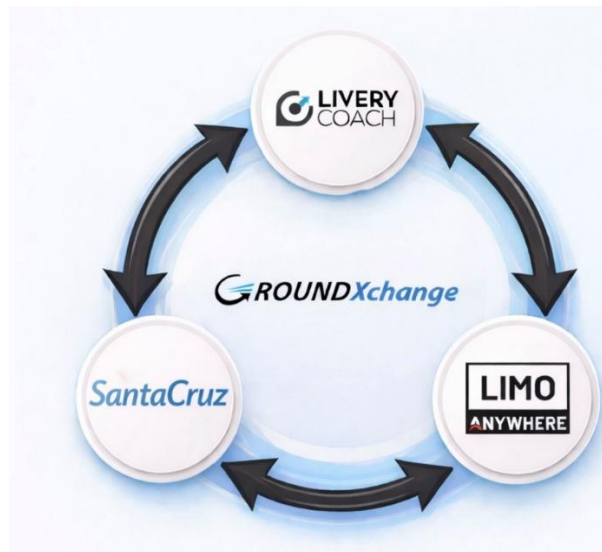 LIVERY
COACH
GROUNDXchange
SantaCruz
LIMO
ANYWHERE